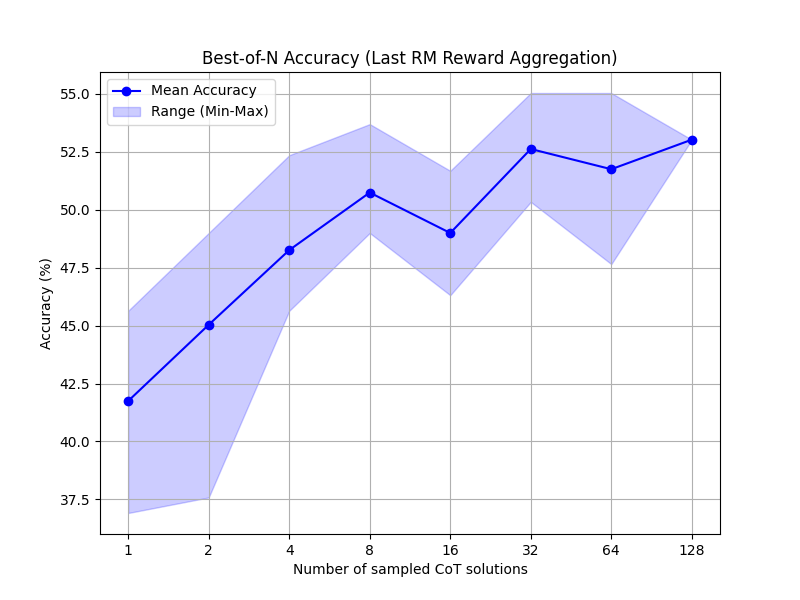 Best-of-N Accuracy (Last RM Reward Aggregation)
Mean Accuracy
Range (Min-Max)
55.0
52.5
50.0
47.5
45.0
42.5
40.0
37.5
Accuracy (%)
1 2 4 8 16 32 64 128
Number of sampled CoT solutions